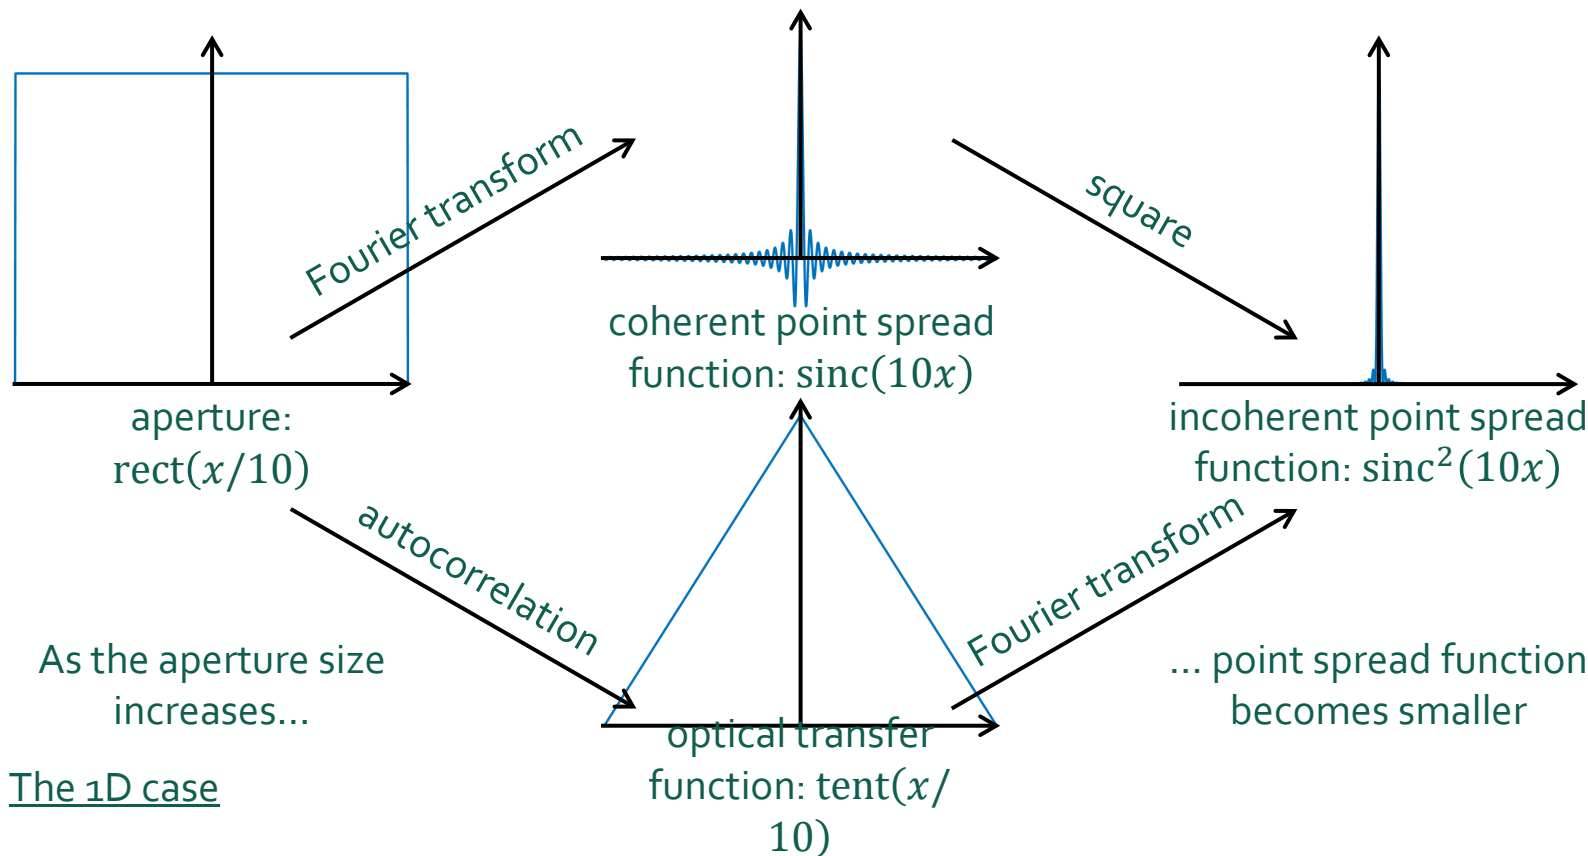 Fourier transform
square
coherent point spread
function: sinc(10x)
aperture:
rect(x/10)
incoherent point spread
function: sinc²(10x)
autocorrelation
Fourier transform
As the aperture size
increases...
... point spread function
becomes smaller
optical transfer
function: tent(x/
10)
The 1D case